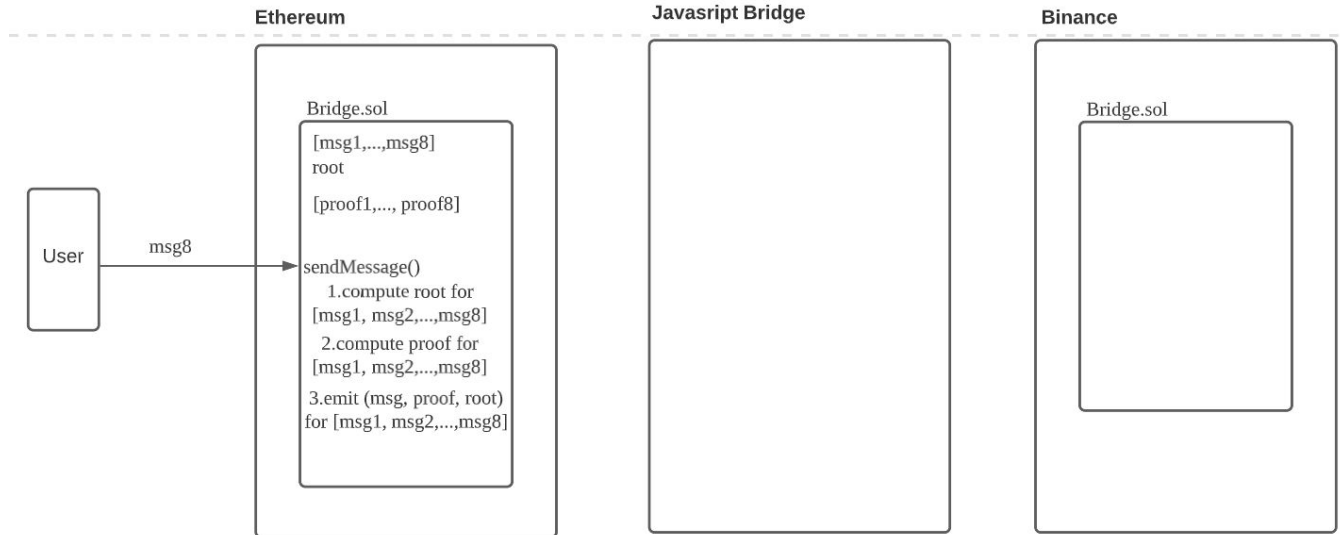 Ethereum
Javasript Bridge
Binance
Bridge.sol
[msg1,...,msg8]
root
[proof1,..., proof8]
User
msg8
sendMessage()
1.compute root for
[msg1, msg2,...,msg8]
2.compute proof for
[msg1, msg2,...,msg8]
3.emit (msg, proof, root)
for [msg1, msg2,...,msg8]
Bridge.sol